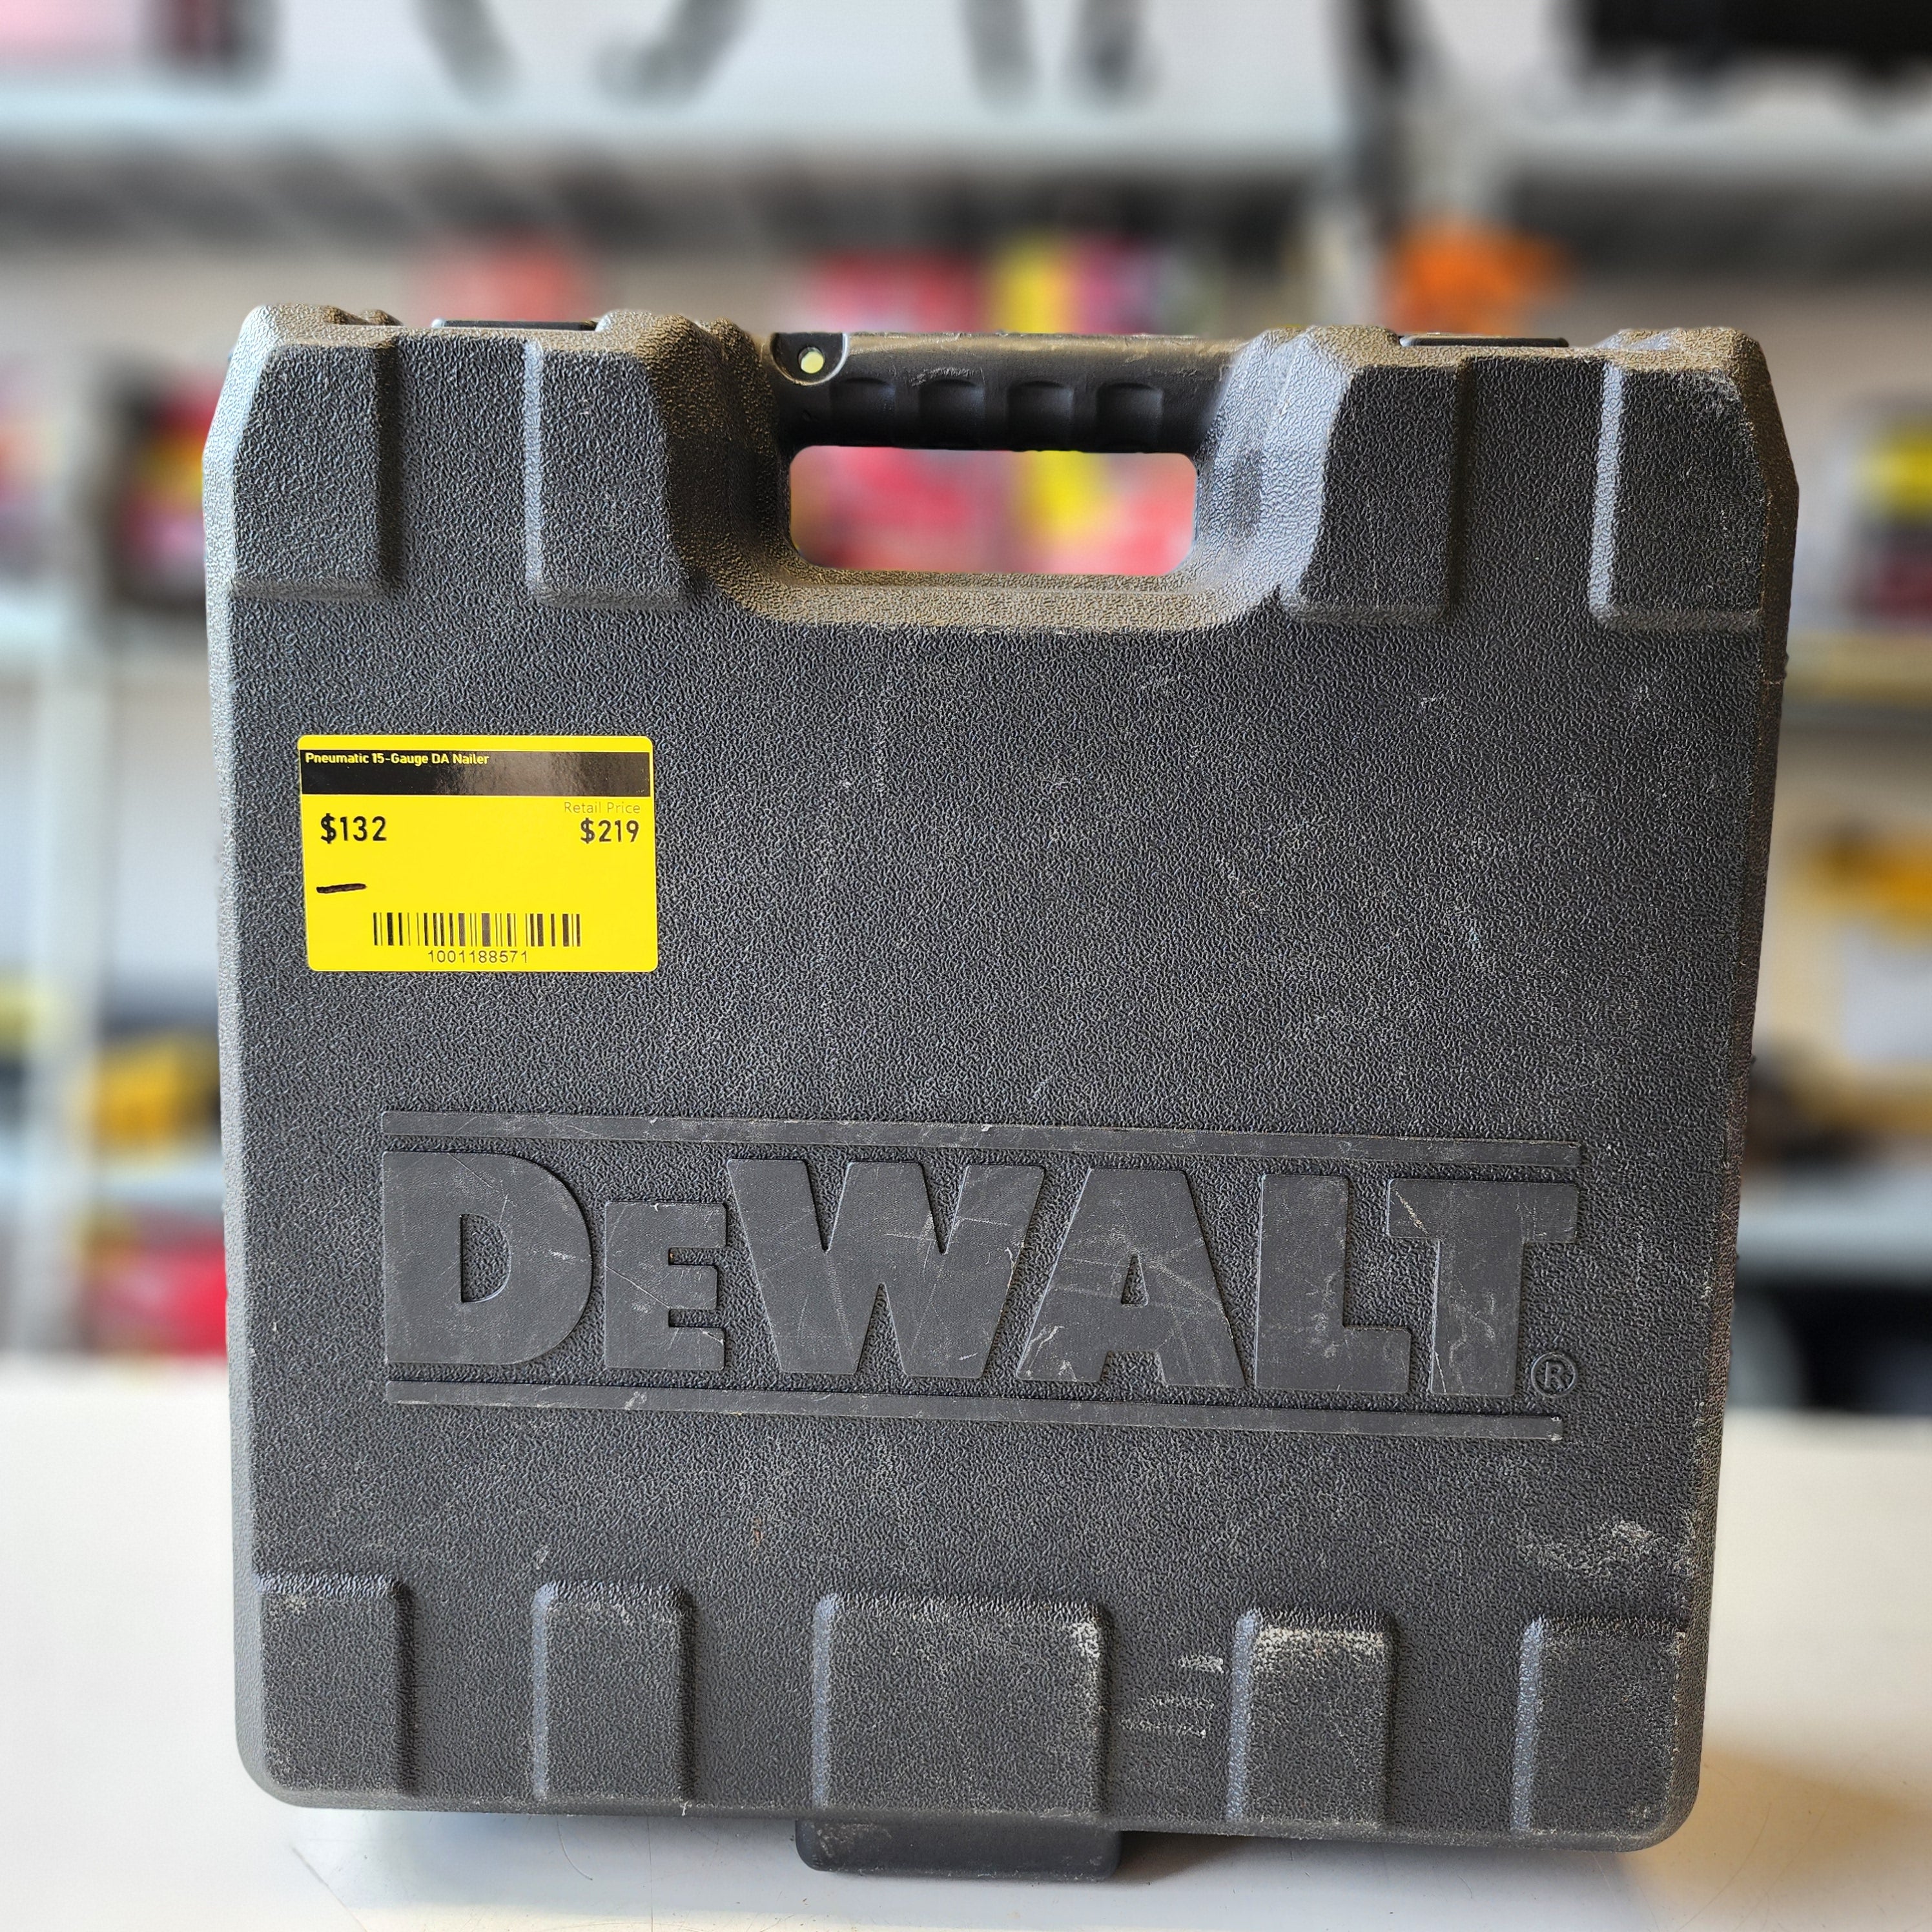 Pneumatic 15-Gauge DA Nailer
Retail Price
$132 $219
1001188571
DEWALT®